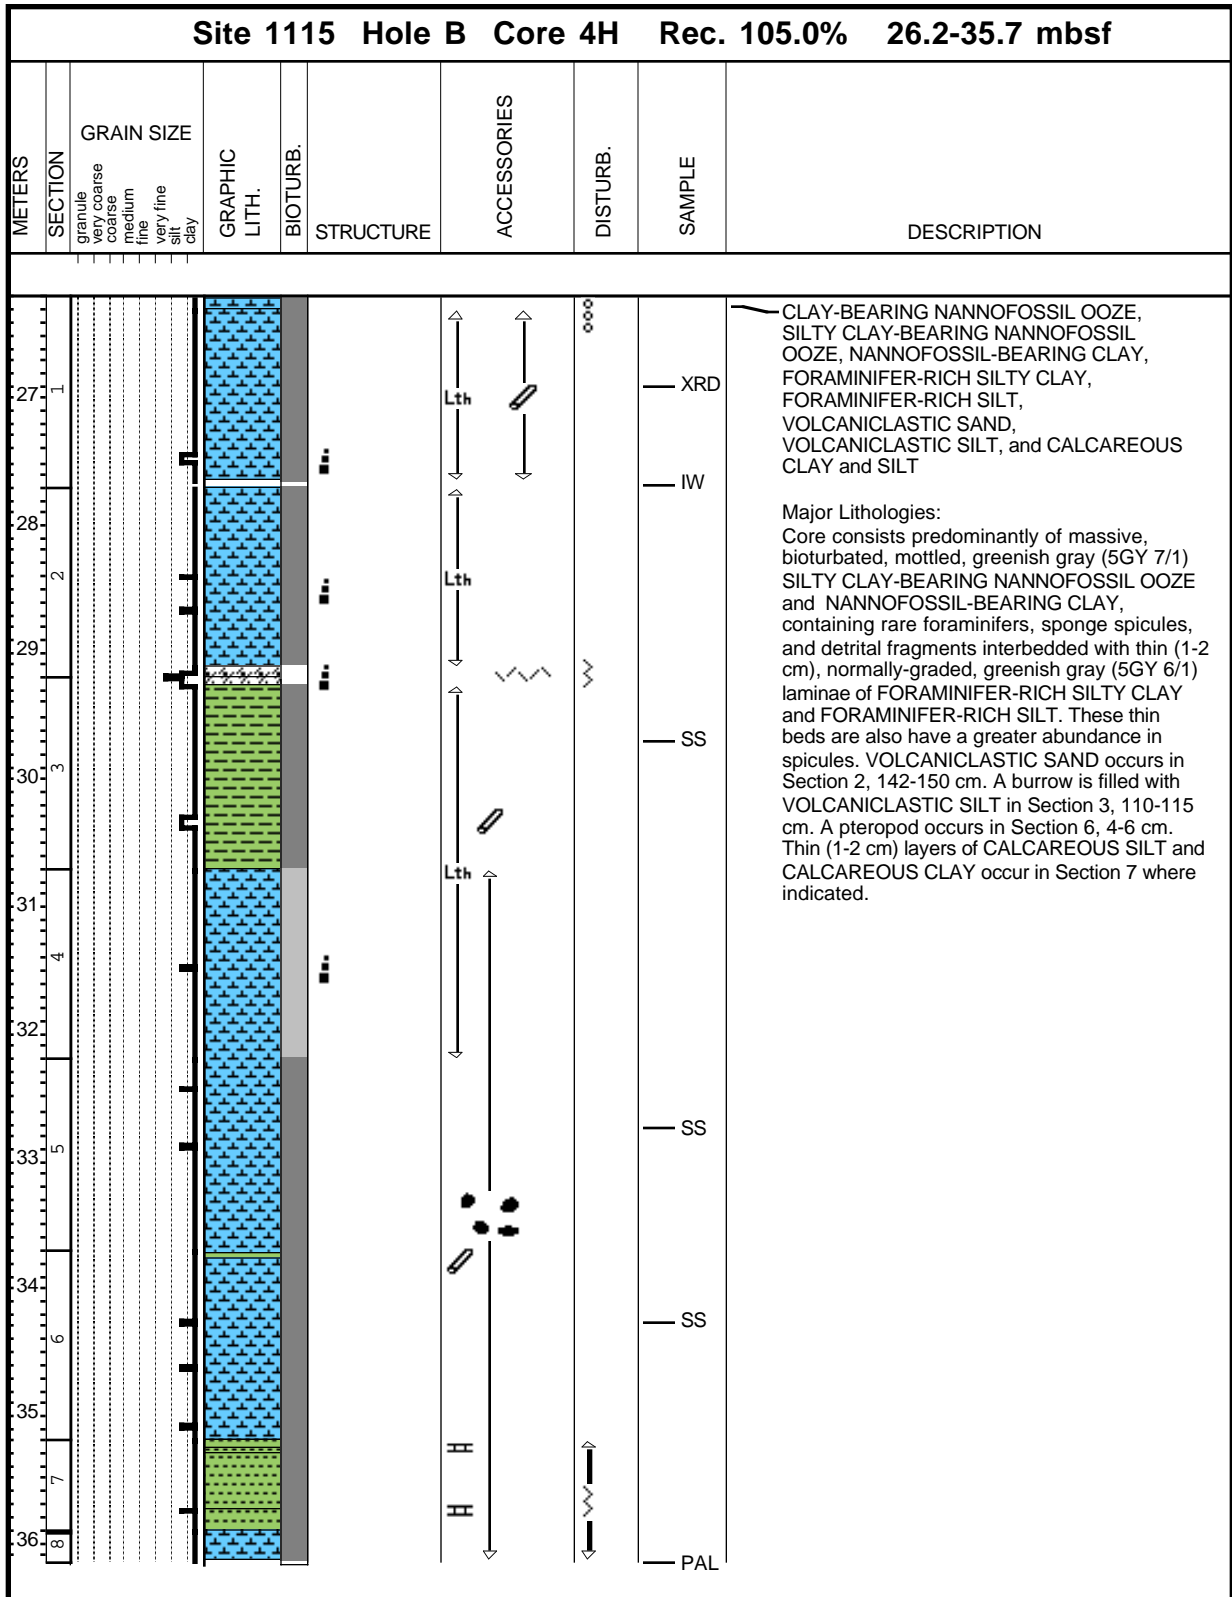 Site 1115 Hole B Core 4H Rec. 105.0% 26.2-35.7 mbsf
METERS
SECTION
GRAIN SIZE
granule
very coarse
coarse
medium
fine
very fine
silt
clay
GRAPHIC
LITH.
BIOTURB.
STRUCTURE
ACCESSORIES
DISTURB.
SAMPLE
DESCRIPTION
27
28
29
30
31
32
33
34
35
36
1
2
3
4
5
6
7
8
Lth
Lth
Lth
XRD
IW
SS
SS
SS
PAL
CLAY-BEARING NANNOFOSSIL OOZE,
SILTY CLAY-BEARING NANNOFOSSIL
OOZE, NANNOFOSSIL-BEARING CLAY,
FORAMINIFER-RICH SILTY CLAY,
FORAMINIFER-RICH SILT,
VOLCANICLASTIC SAND,
VOLCANICLASTIC SILT, and CALCAREOUS
CLAY and SILT
Major Lithologies:
Core consists predominantly of massive,
bioturbated, mottled, greenish gray (5GY 7/1)
SILTY CLAY-BEARING NANNOFOSSIL OOZE
and NANNOFOSSIL-BEARING CLAY,
containing rare foraminifers, sponge spicules,
and detrital fragments interbedded with thin (1-2
cm), normally-graded, greenish gray (5GY 6/1)
laminae of FORAMINIFER-RICH SILTY CLAY
and FORAMINIFER-RICH SILT. These thin
beds are also have a greater abundance in
spicules. VOLCANICLASTIC SAND occurs in
Section 2, 142-150 cm. A burrow is filled with
VOLCANICLASTIC SILT in Section 3, 110-115
cm. A pteropod occurs in Section 6, 4-6 cm.
Thin (1-2 cm) layers of CALCAREOUS SILT and
CALCAREOUS CLAY occur in Section 7 where
indicated.